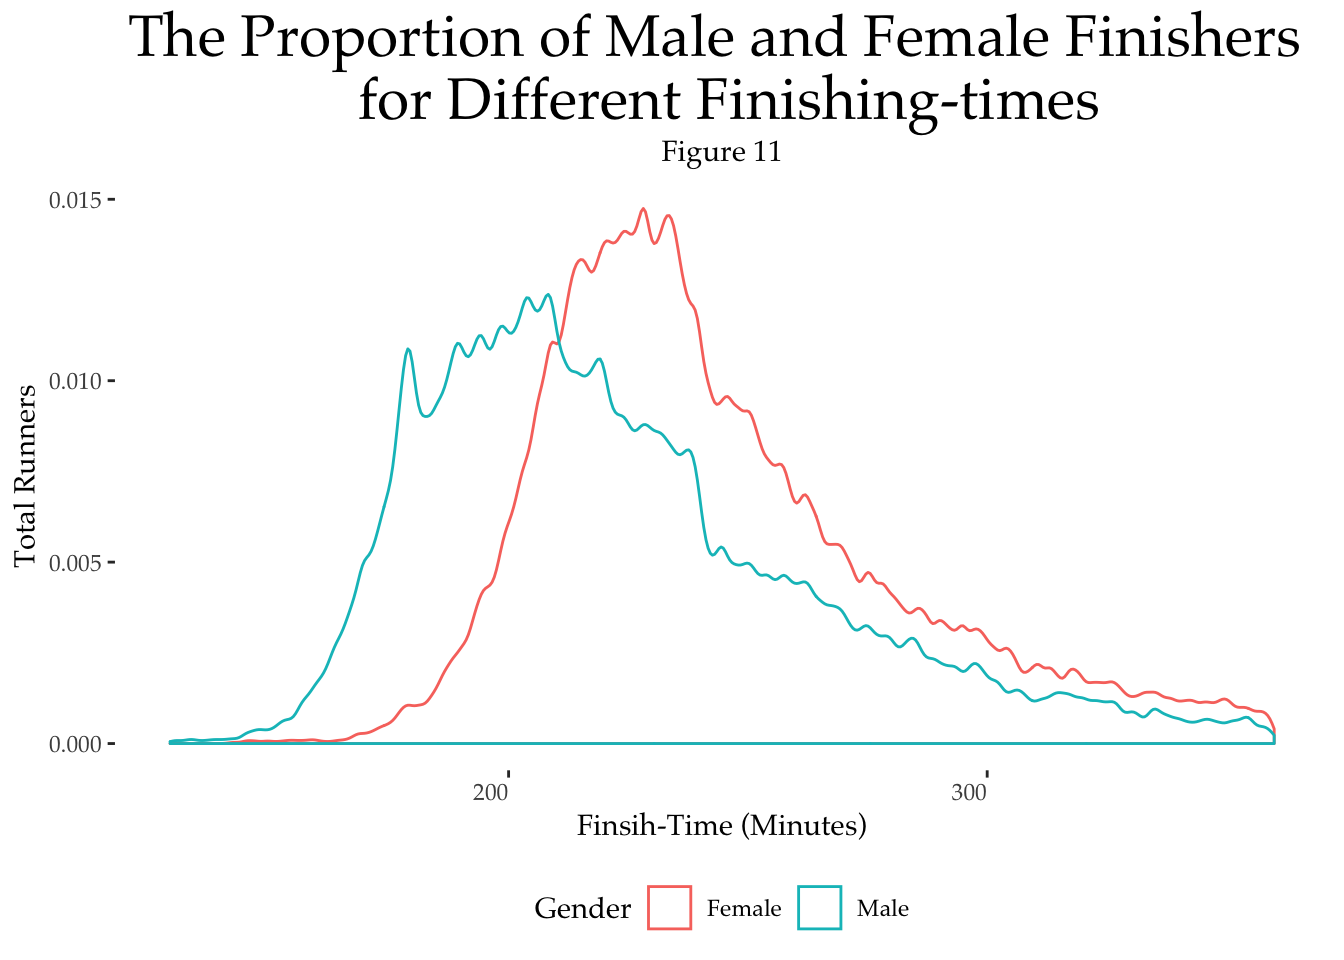 The Proportion of Male and Female Finishers
for Different Finishing-times
Figure 11
0.015
0.010
0.005
0.000
Total Runners
200 300
Finsih-Time (Minutes)
Gender Female Male